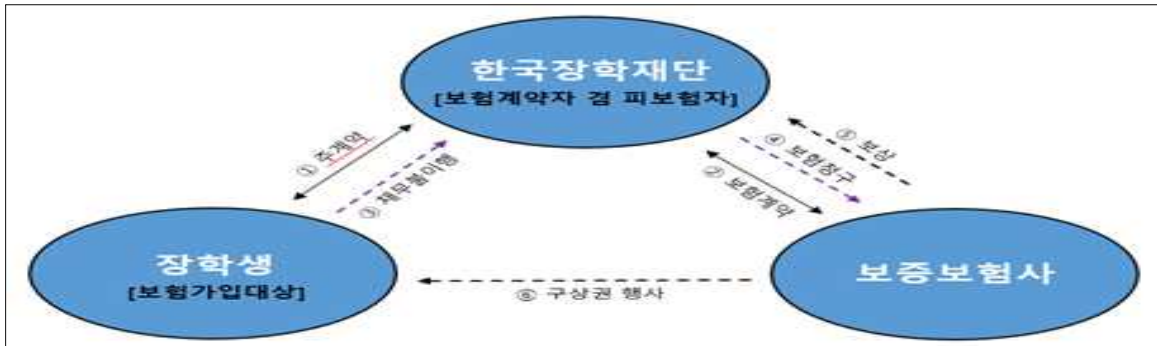 한국장학재단
[보험계약자 겸 피보험자]
① 주계약
③ 채무불이행
② 보험계약
④ 보험청구
⑤ 보상
장학생
[보험가입대상]
보증보험사
⑥ 구상권 행사